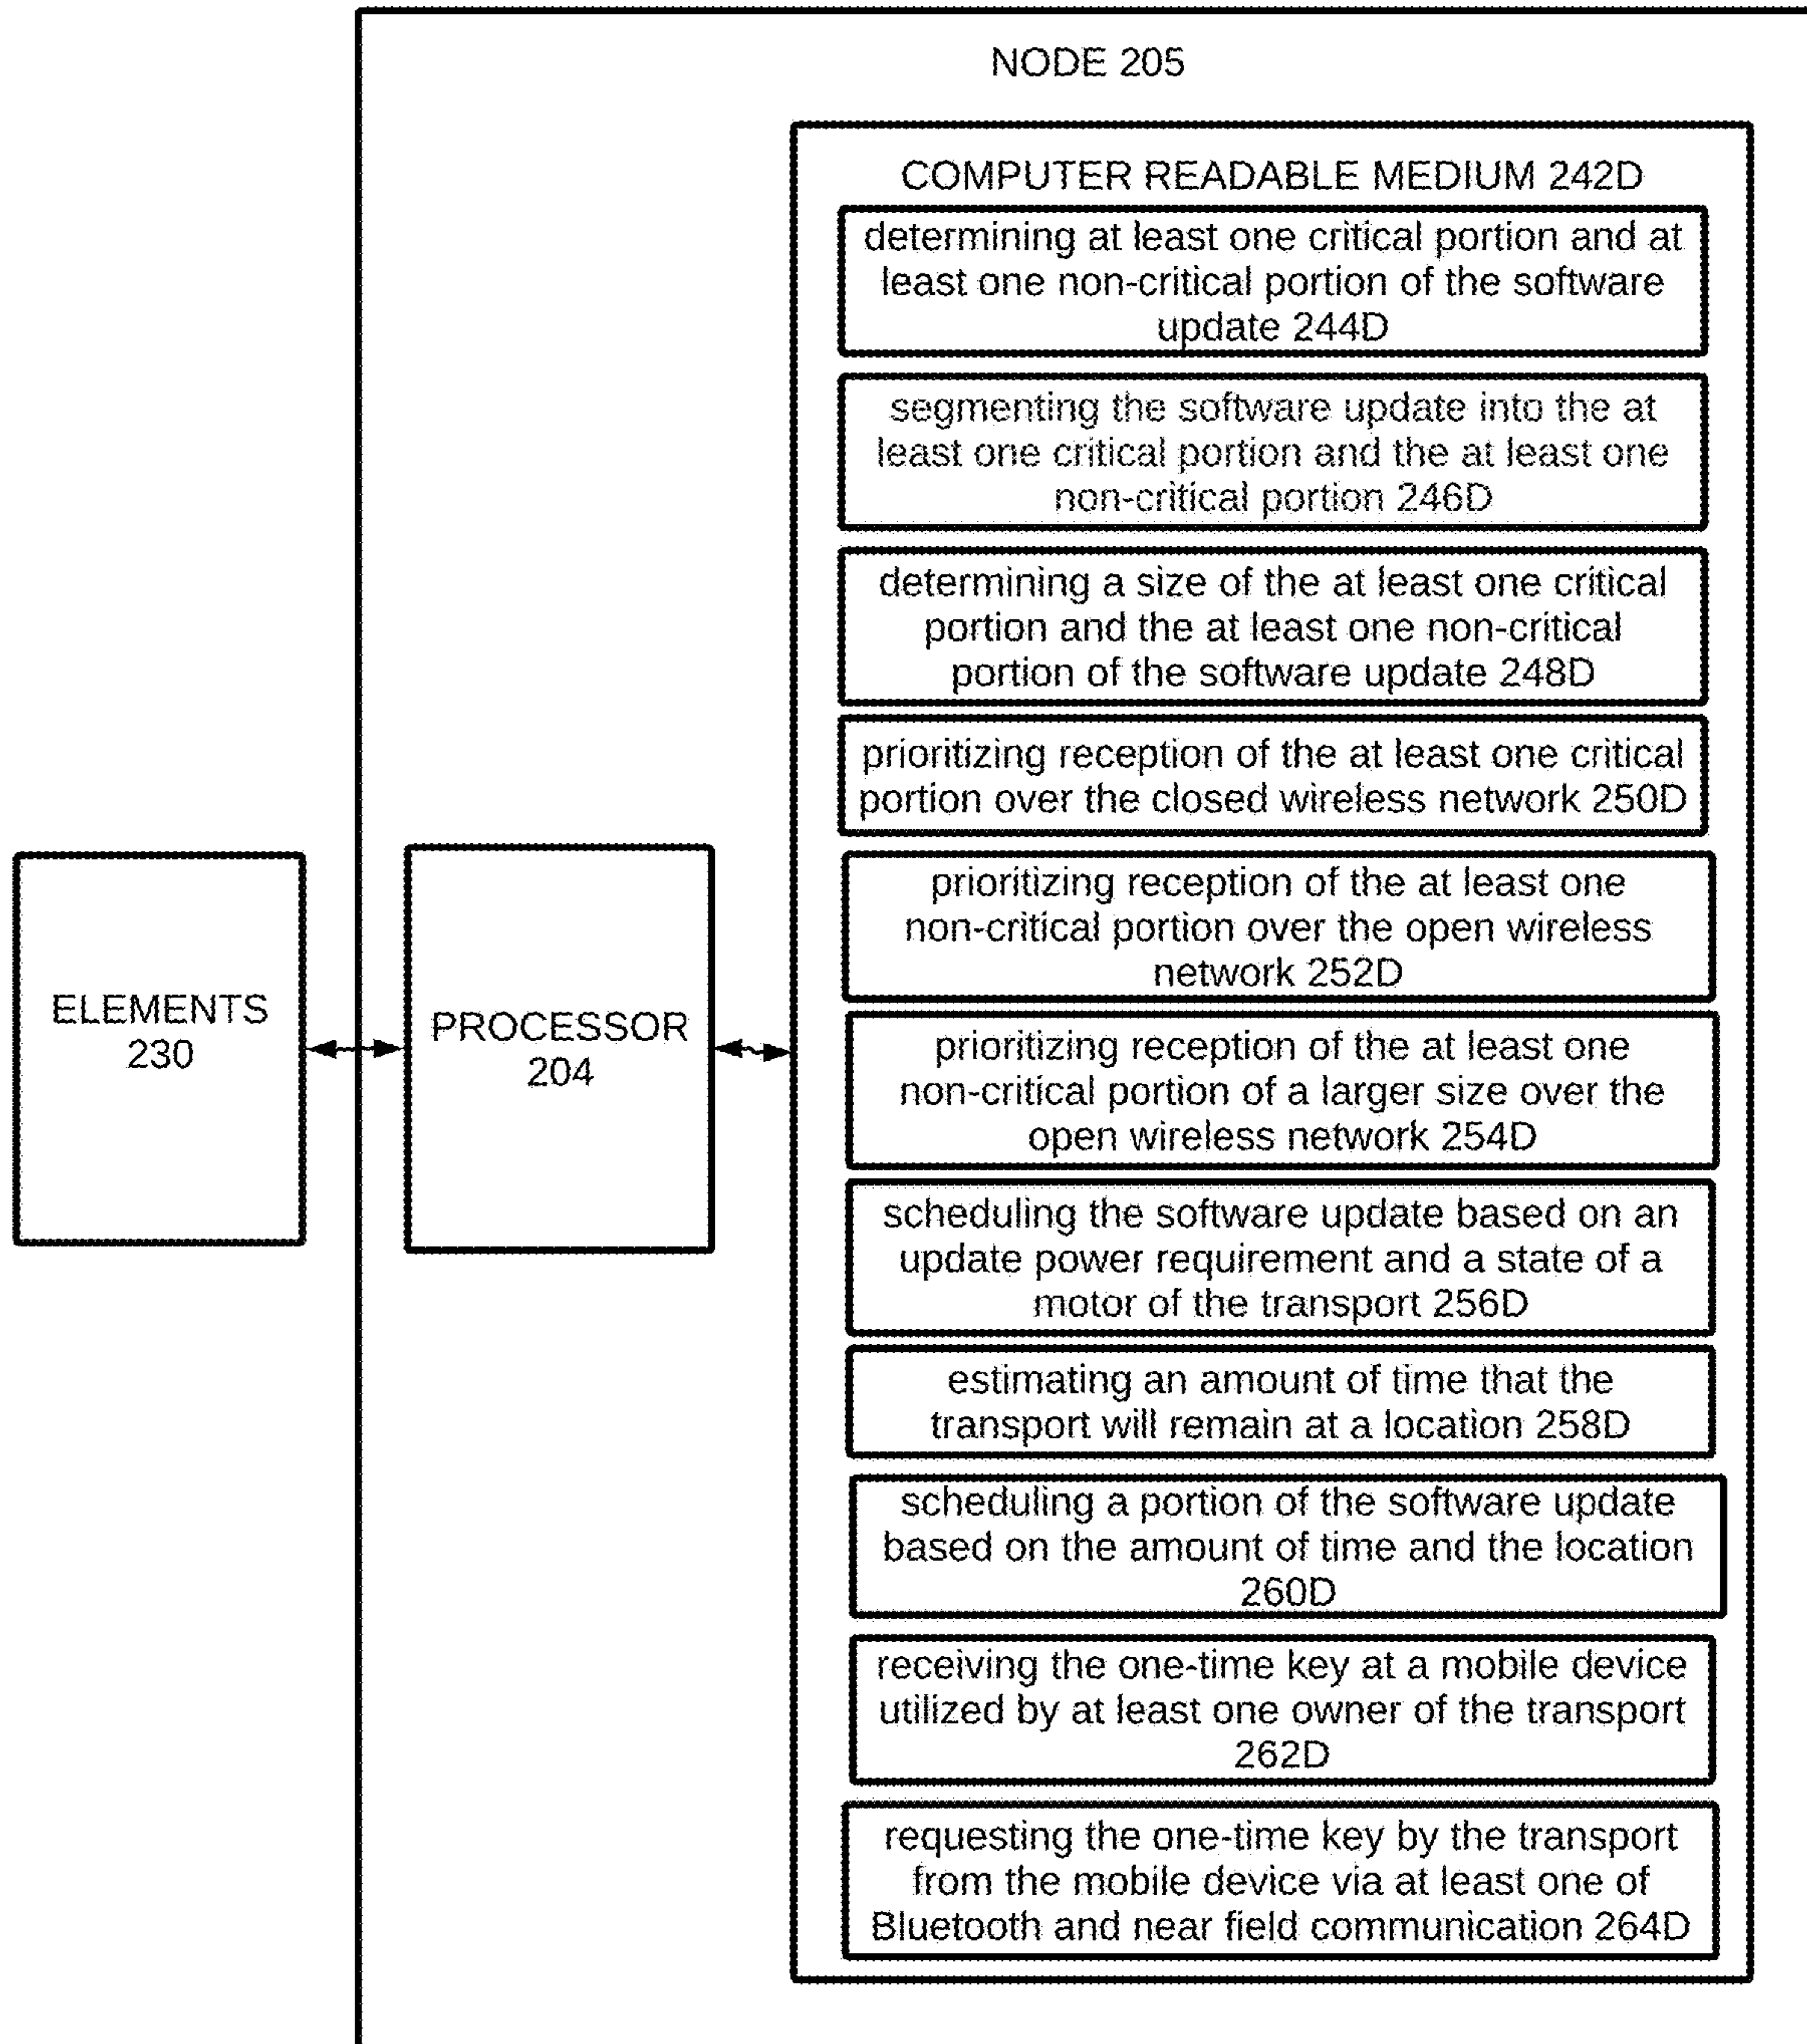 NODE 205
COMPUTER READABLE MEDIUM 242D
determining at least one critical portion and at
least one non-critical portion of the software
update 244D
segmenting the software update into the at
least one critical portion and the at least one
non-critical portion 246D
determining a size of the at least one critical
portion and the at least one non-critical
portion of the software update 248D
prioritizing reception of the at least one critical
portion over the closed wireless network 250D
prioritizing reception of the at least one
non-critical portion over the open wireless
network 252D
prioritizing reception of the at least one
non-critical portion of a larger size over the
open wireless network 254D
scheduling the software update based on an
update power requirement and a state of a
motor of the transport 256D
estimating an amount of time that the
transport will remain at a location 258D
scheduling a portion of the software update
based on the amount of time and the location
260D
receiving the one-time key at a mobile device
utilized by at least one owner of the transport
262D
requesting the one-time key by the transport
from the mobile device via at least one of
Bluetooth and near field communication 264D
ELEMENTS
230
PROCESSOR
204